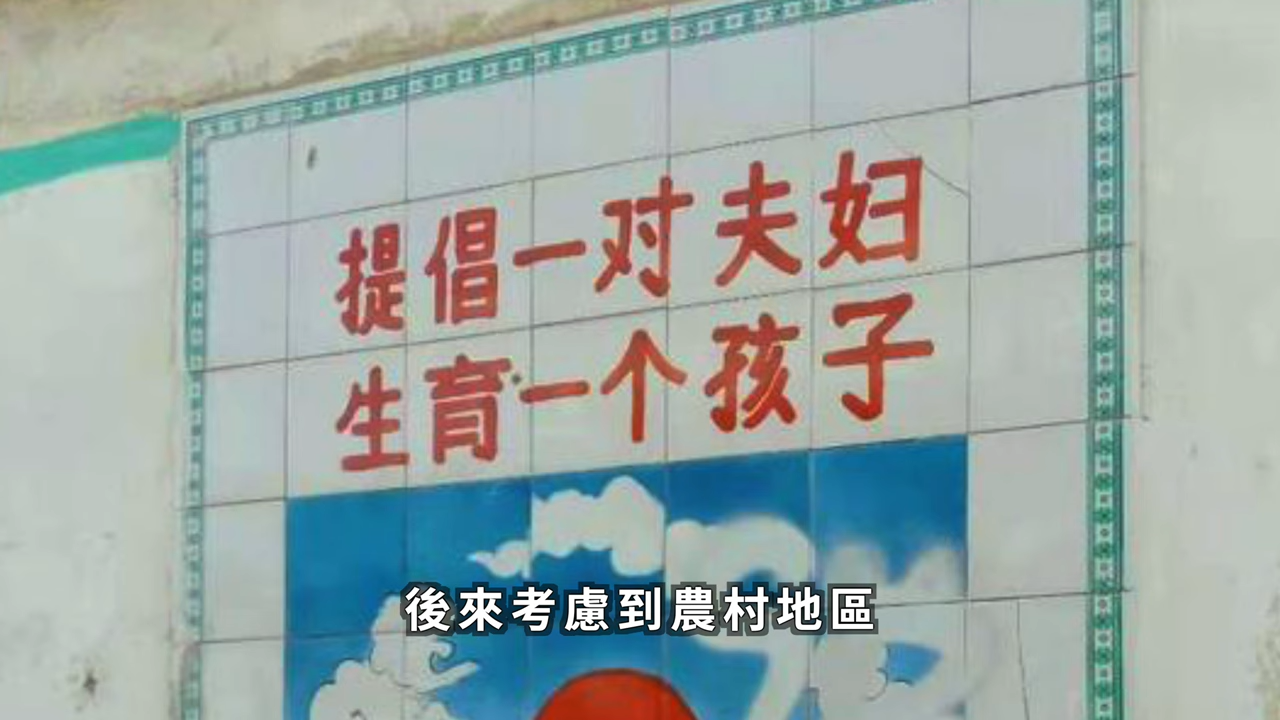 提倡一对夫妇
生育一个孩子
後來考慮到農村地區